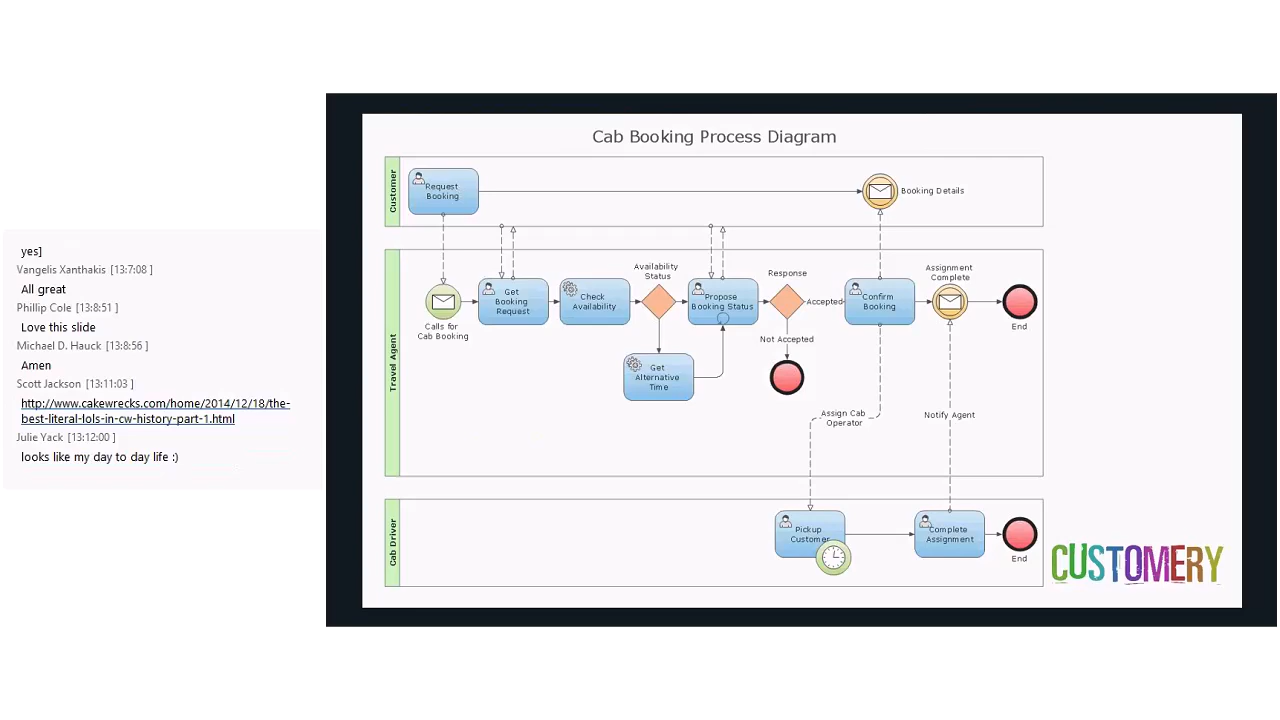 yes]
Vangelis Xanthakis [13:7:08 ]
All great
Phillip Cole [13:8:51 ]
Love this slide
Michael D. Hauck [13:8:56 ]
Amen
Scott Jackson [13:11:03 ]
http://www.cakewrecks.com/home/2014/12/18/the-
best-literal-lols-in-cw-history-part-1.html
Julie Yack [13:12:00 ]
looks like my day to day life :)
Cab Booking Process Diagram
Customer
Request
Booking
Booking Details
Travel Agent
Calls for
Cab Booking
Get
Booking
Request
Check
Availability
Availability
Status
Get
Alternative
Time
Propose
Booking Status
Response
Accepted
Not Accepted
Confirm
Booking
Assignment
Complete
End
Assign Cab
Operator
Notify Agent
Cab Driver
Pickup
Customer
Complete
Assignment
End
CUSTOMERY